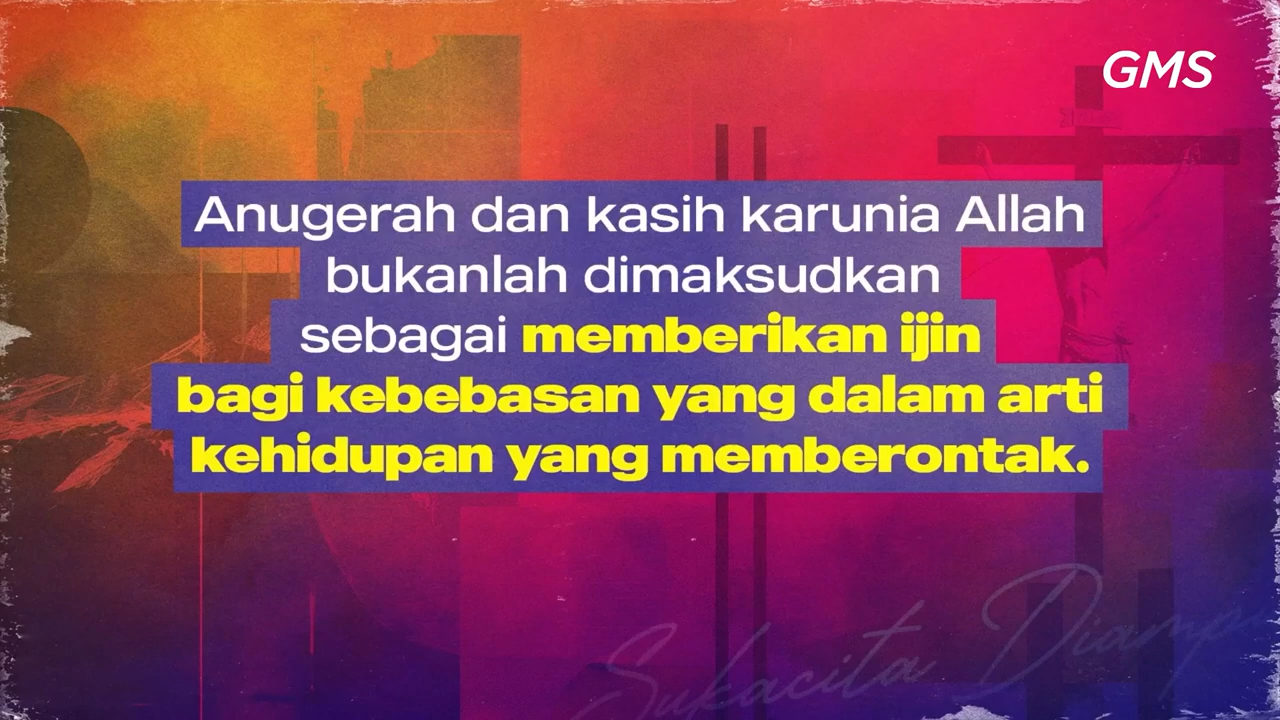 GMS
Anugerah dan kasih karunia Allah
bukanlah dimaksudkan
sebagai memberikan ijin
bagi kebebasan yang dalam arti
kehidupan yang memberontak.
Sukacita